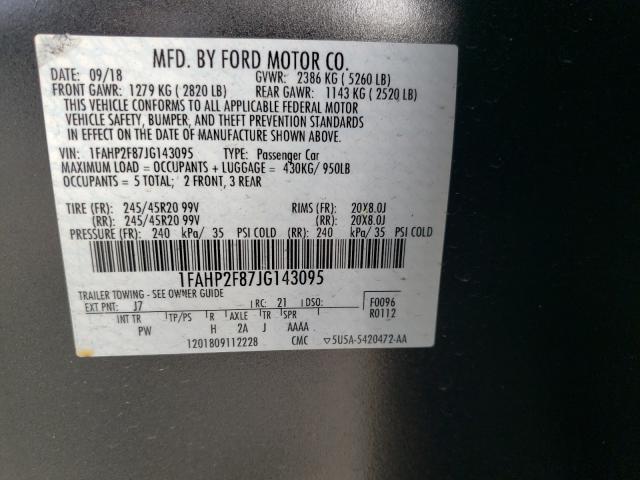 MFD. BY FORD MOTOR CO.
DATE: 09/18 GVWR: 2386 KG ( 5260 LB)
FRONT GAWR: 1279 KG ( 2820 LB) REAR GAWR: 1143 KG ( 2520 LB)
THIS VEHICLE CONFORMS TO ALL APPLICABLE FEDERAL MOTOR
VEHICLE SAFETY, BUMPER, AND THEFT PREVENTION STANDARDS
IN EFFECT ON THE DATE OF MANUFACTURE SHOWN ABOVE.
VIN: 1FAHP2F87JG143095 TYPE: Passenger Car
MAXIMUM LOAD = OCCUPANTS + LUGGAGE = 430KG/ 950LB
OCCUPANTS = 5 TOTAL; 2 FRONT, 3 REAR
TIRE (FR): 245/45R20 99V RIMS (FR): 20X8.0J
(RR): 245/45R20 99V (RR): 20X8.0J
PRESSURE (FR): 240 kPa/ 35 PSI COLD (RR): 240 kPa/ 35 PSI COLD
1FAHP2F87JG143095
TRAILER TOWING - SEE OWNER GUIDE
EXT PNT: J7 RC: 21 DSO: F0096
INT TR TP/PS R AXLE TR SPR R0112
PW H 2A J AAAA
1201809112228 CMC ▽5U5A-5420472-AA